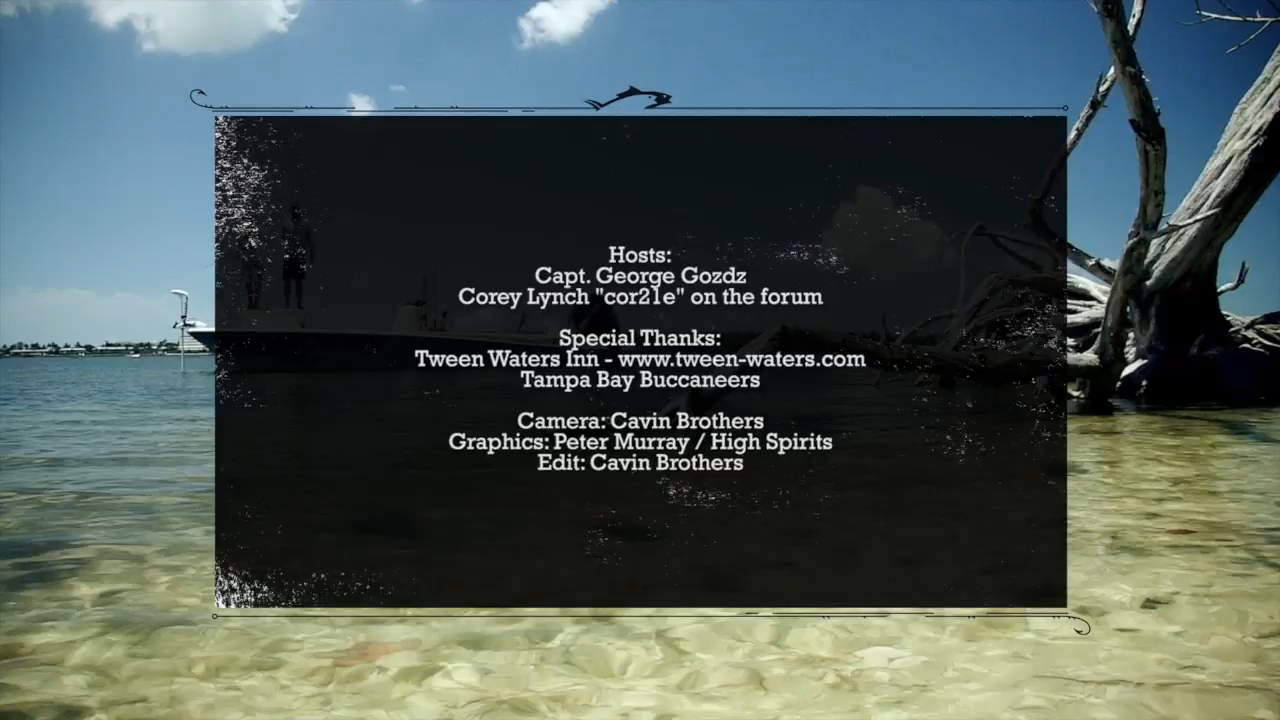 Hosts:
Capt. George Gozdz
Corey Lynch "cor21e" on the forum
Special Thanks:
Tween Waters Inn - www.tween-waters.com
Tampa Bay Buccaneers
Camera: Cavin Brothers
Graphics: Peter Murray / High Spirits
Edit: Cavin Brothers